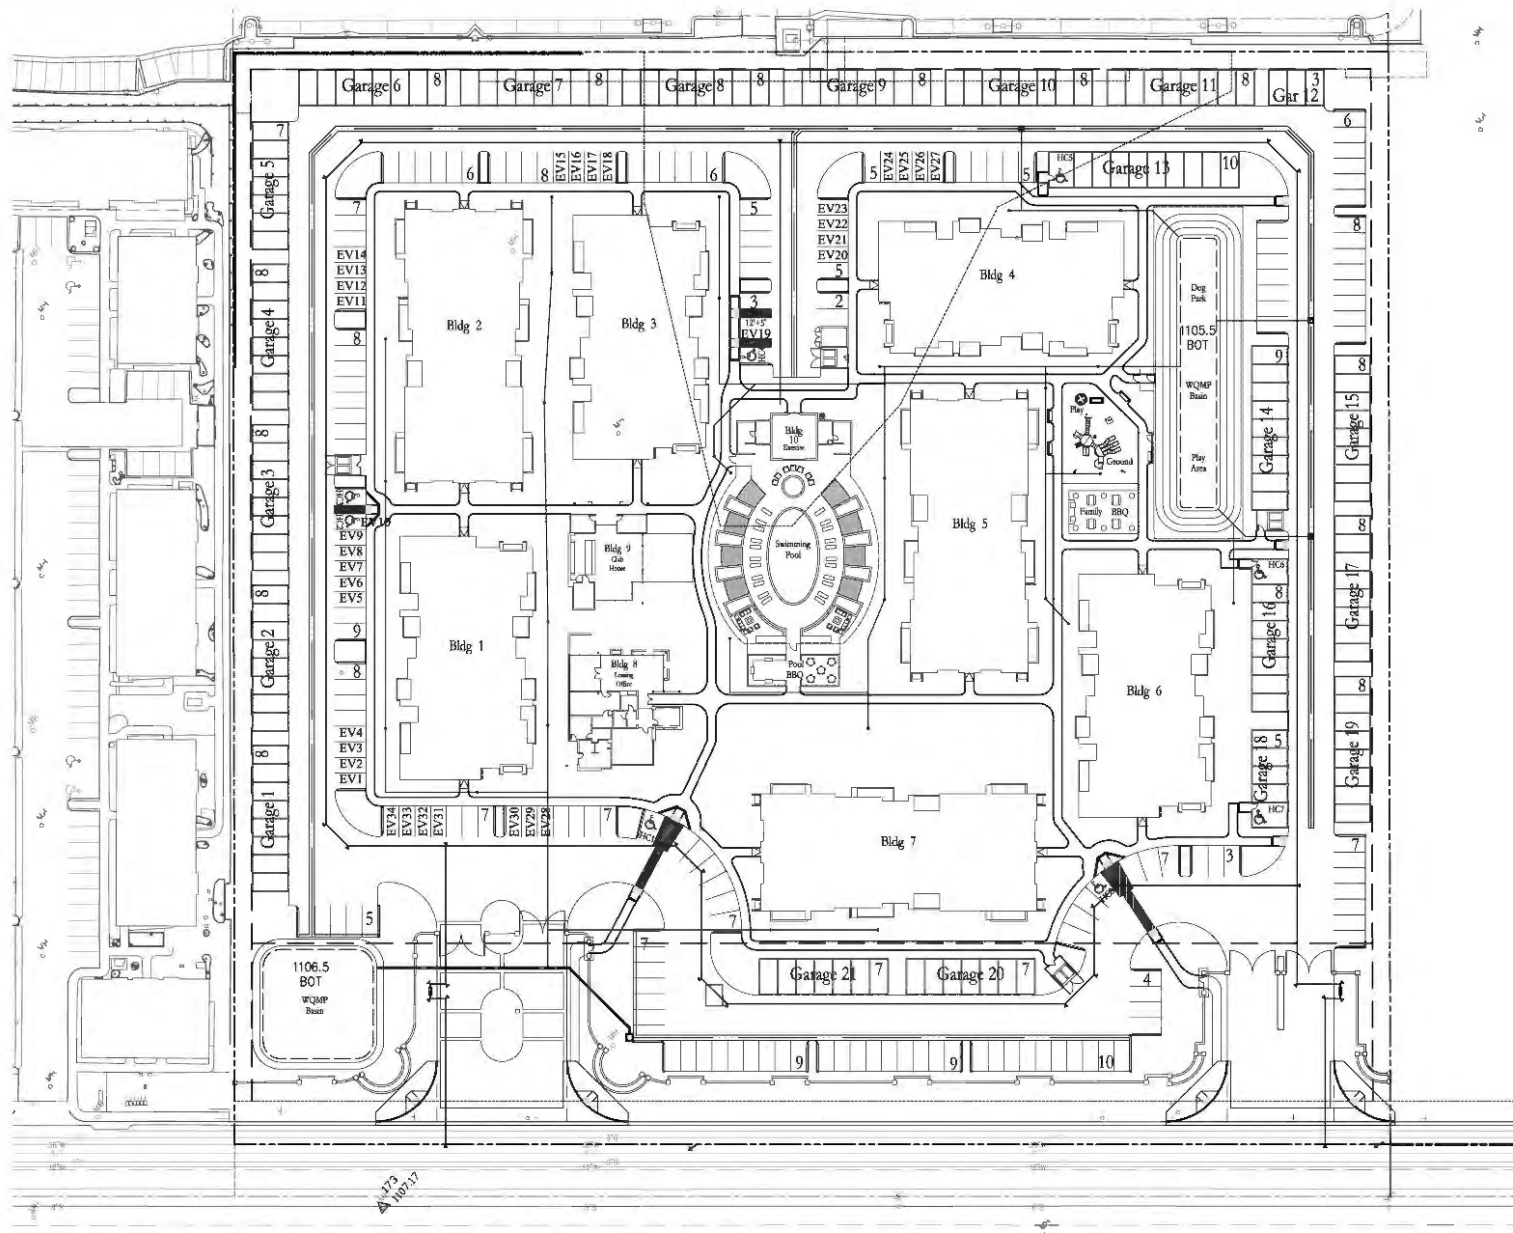 Garage 6
8
Garage 7
8
Garage 8
8
Garage 9
8
Garage 10
8
Garage 11
8
3
Gar 12
7
Garage 5
6
6
8
EV15
EV16
EV17
EV18
6
5
EV24
EV25
EV26
EV27
5
HC5
Garage 13
10
7
5
EV23
EV22
EV21
EV20
5
2
8
EV14
EV13
EV12
EV11
8
8
Garage 4
Bldg 2
Bldg 3
3
12'+5'
EV19
Bldg 4
Dog
Park
1105.5
BOT
WQMP
Basin
Play
Area
9
Garage 14
8
Garage 15
8
Garage 3
Bldg
10
Exercise
Play
Ground
Family BBQ
EV10
EV9
EV8
EV7
EV6
EV5
9
8
Bldg 9
Club
House
Swimming
Pool
Bldg 5
8
Garage 17
HC6
8
Garage 16
8
Garage 2
Bldg 1
Bldg 8
Leasing
Office
Pool
BBQ
Bldg 6
8
Garage 19
5
Garage 18
HC7
EV4
EV3
EV2
EV1
8
Garage 1
EV34
EV33
EV32
EV31
7
EV30
EV29
EV28
7
HC1
Bldg 7
7
3
7
5
7
7
Garage 21
7
Garage 20
7
4
1106.5
BOT
WQMP
Basin
9
9
10
173
1107.17